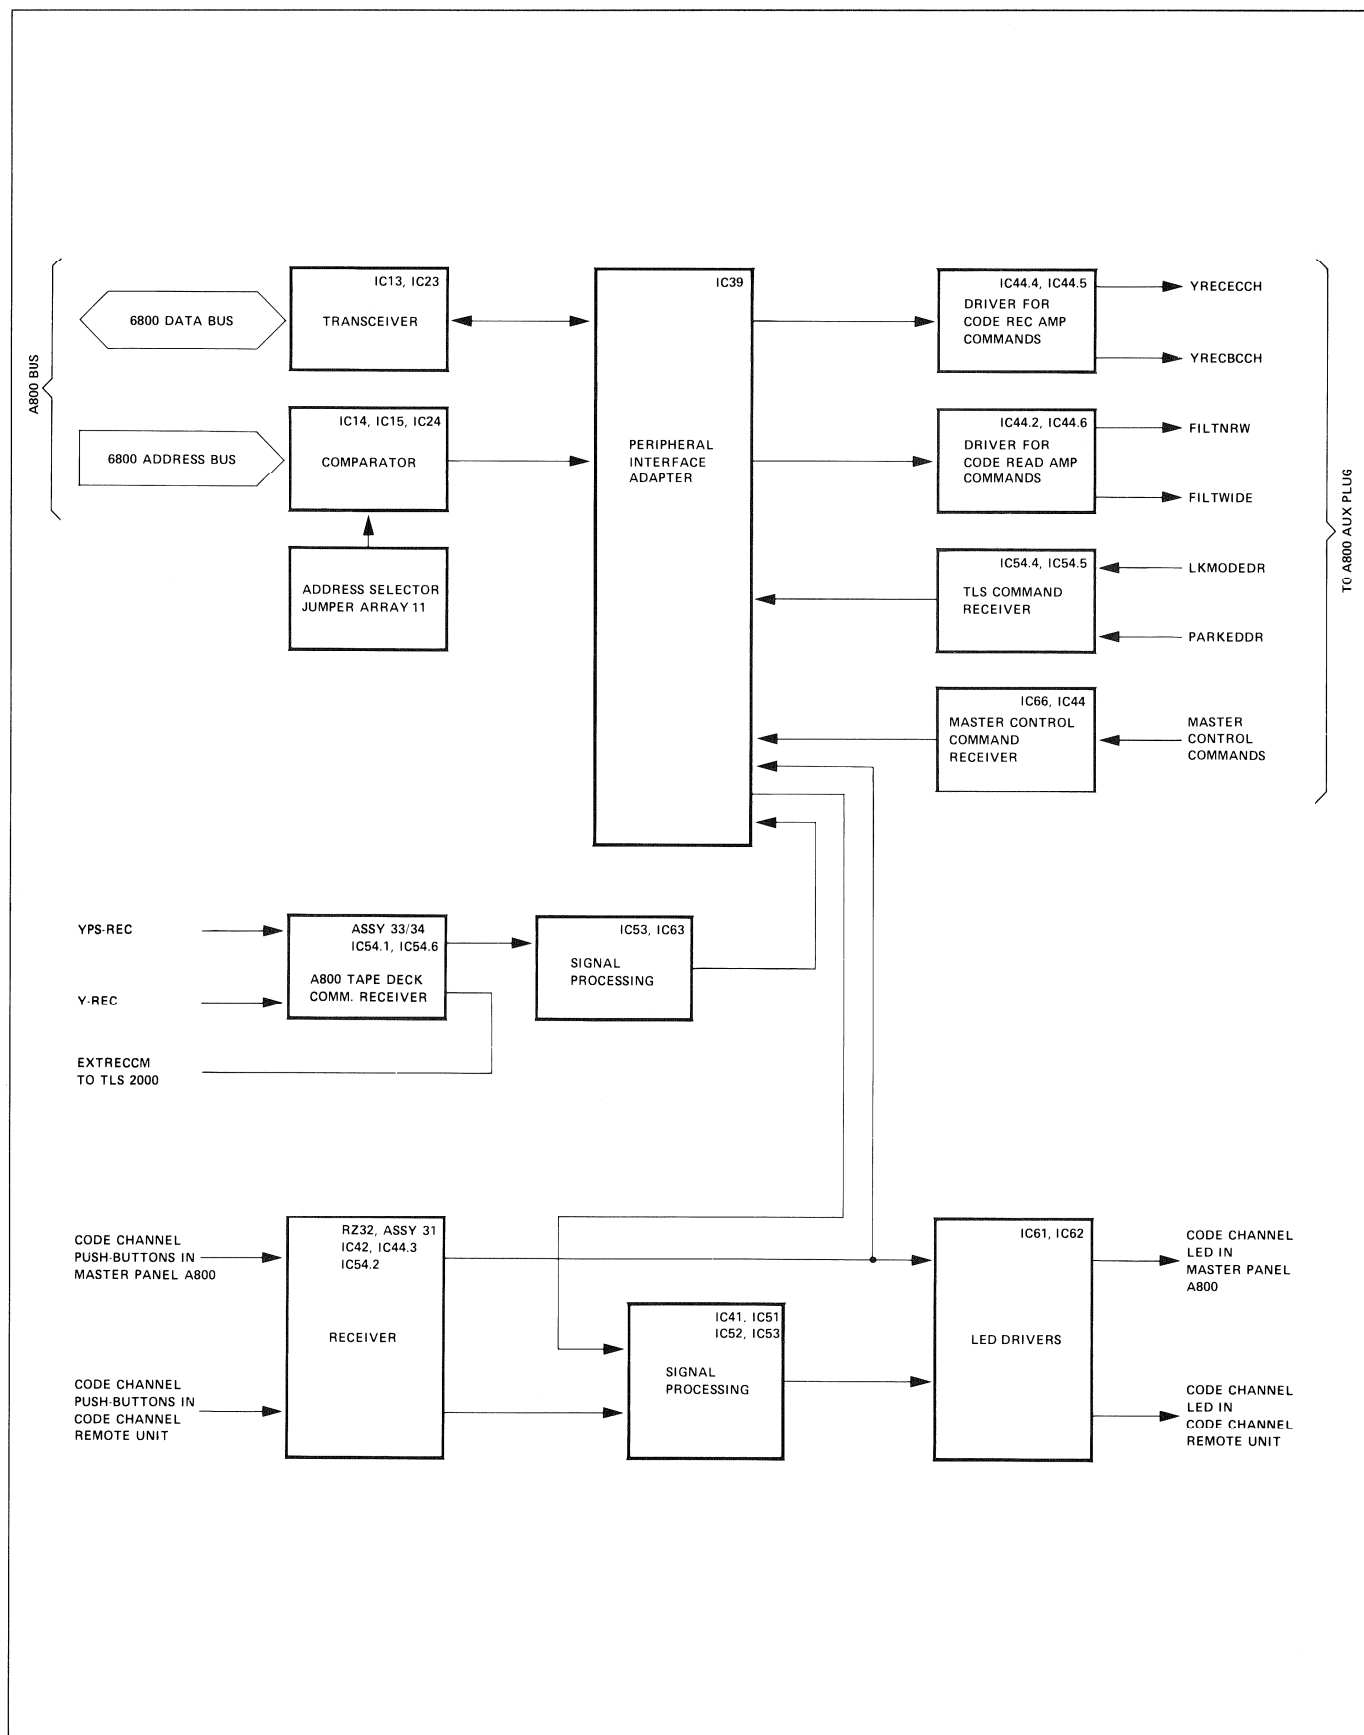 A800 BUS
6800 DATA BUS
6800 ADDRESS BUS
IC13, IC23
TRANSCEIVER
IC14, IC15, IC24
COMPARATOR
ADDRESS SELECTOR
JUMPER ARRAY 11
IC39
PERIPHERAL
INTERFACE
ADAPTER
IC44.4, IC44.5
DRIVER FOR
CODE REC AMP
COMMANDS
YRECECCH
YRECBCCH
IC44.2, IC44.6
DRIVER FOR
CODE READ AMP
COMMANDS
FILTNRW
FILTWIDE
IC54.4, IC54.5
TLS COMMAND
RECEIVER
LKMODEDR
PARKEDDR
IC66, IC44
MASTER CONTROL
COMMAND
RECEIVER
MASTER
CONTROL
COMMANDS
TO A800 AUX PLUG
YPS-REC
Y-REC
EXTRECCM
TO TLS 2000
ASSY 33/34
IC54.1, IC54.6
A800 TAPE DECK
COMM. RECEIVER
IC53, IC63
SIGNAL
PROCESSING
CODE CHANNEL
PUSH-BUTTONS IN
MASTER PANEL A800
CODE CHANNEL
PUSH-BUTTONS IN
CODE CHANNEL
REMOTE UNIT
RZ32, ASSY 31
IC42, IC44.3
IC54.2
RECEIVER
IC41, IC51
IC52, IC53
SIGNAL
PROCESSING
IC61, IC62
LED DRIVERS
CODE CHANNEL
LED IN
MASTER PANEL
A800
CODE CHANNEL
LED IN
CODE CHANNEL
REMOTE UNIT